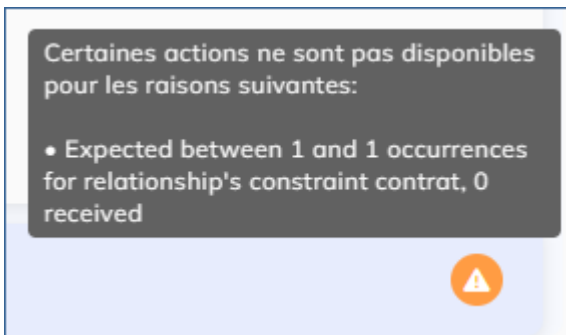 Certaines actions ne sont pas disponibles
pour les raisons suivantes:
• Expected between 1 and 1 occurrences
for relationship's constraint contrat, 0
received